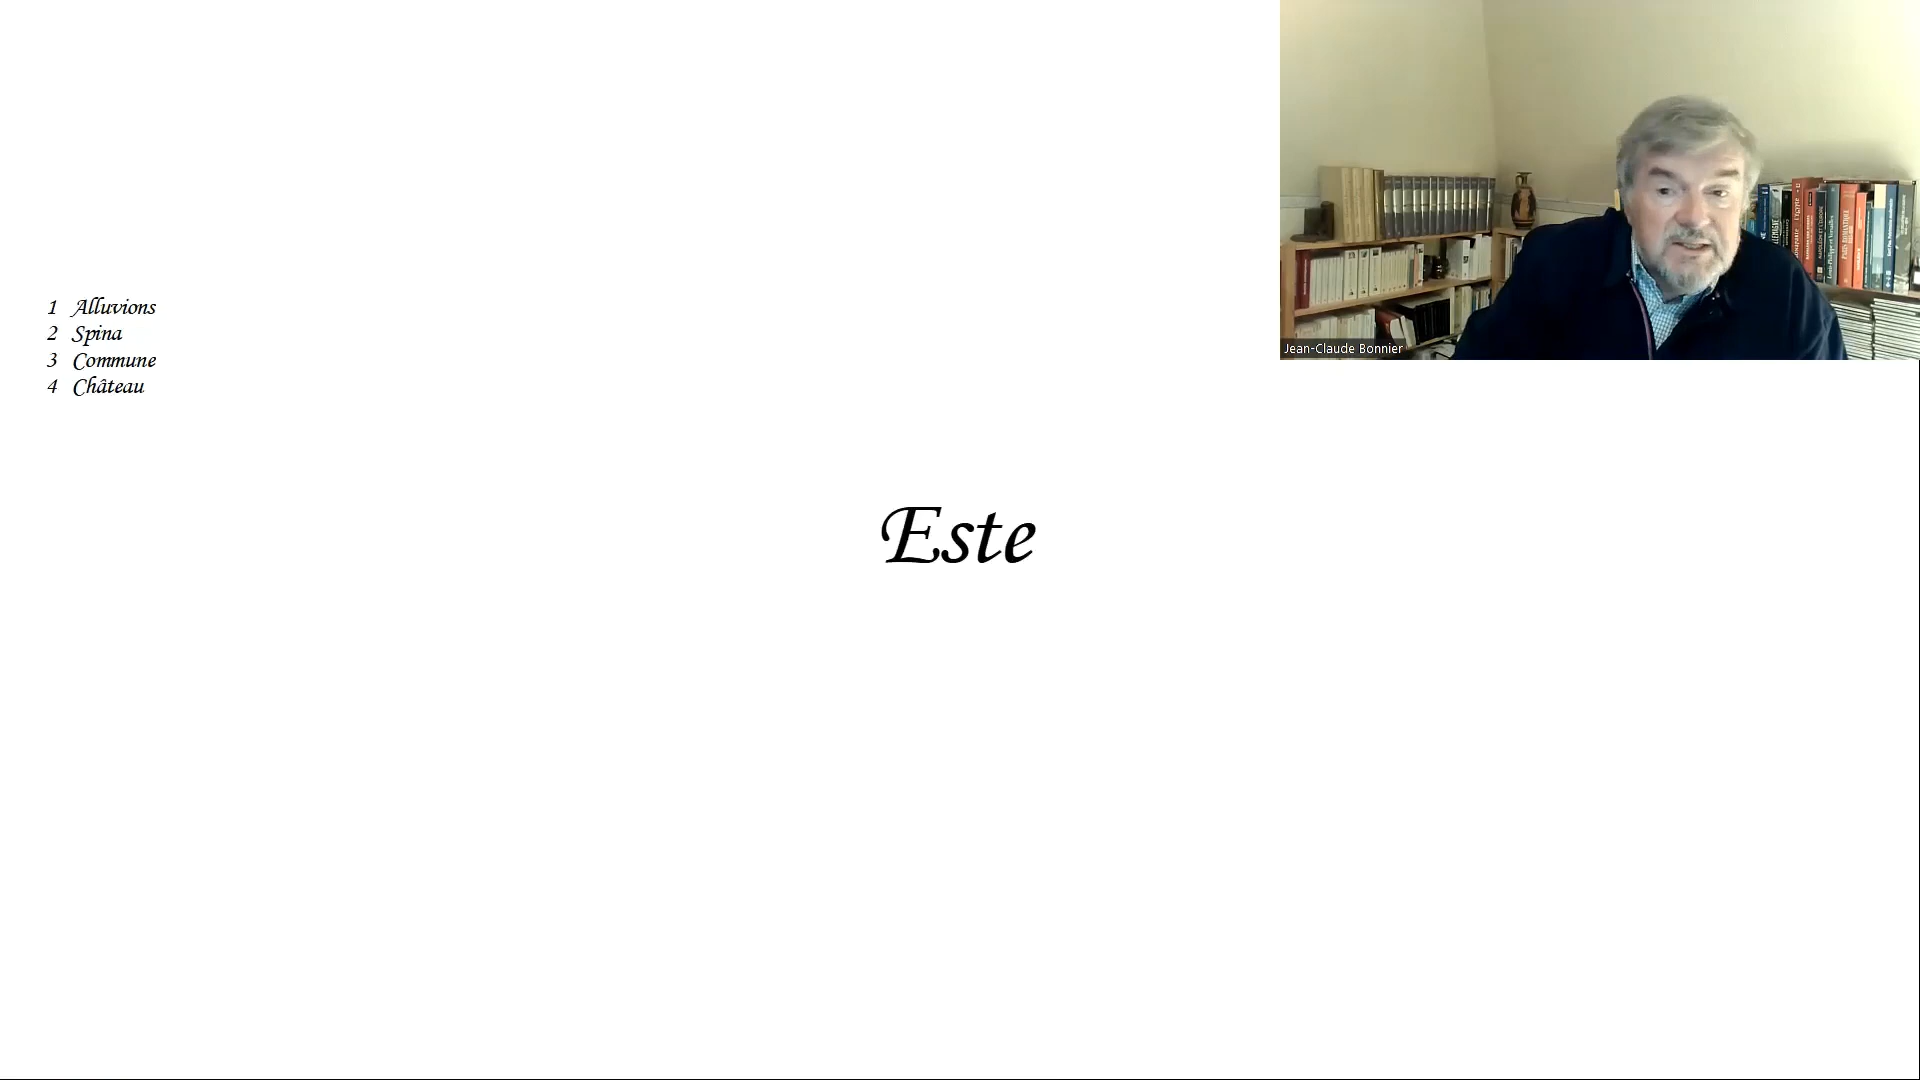 1 Alluvions
2 Spina
3 Commune
4 Château
Este
Jean-Claude Bonnier